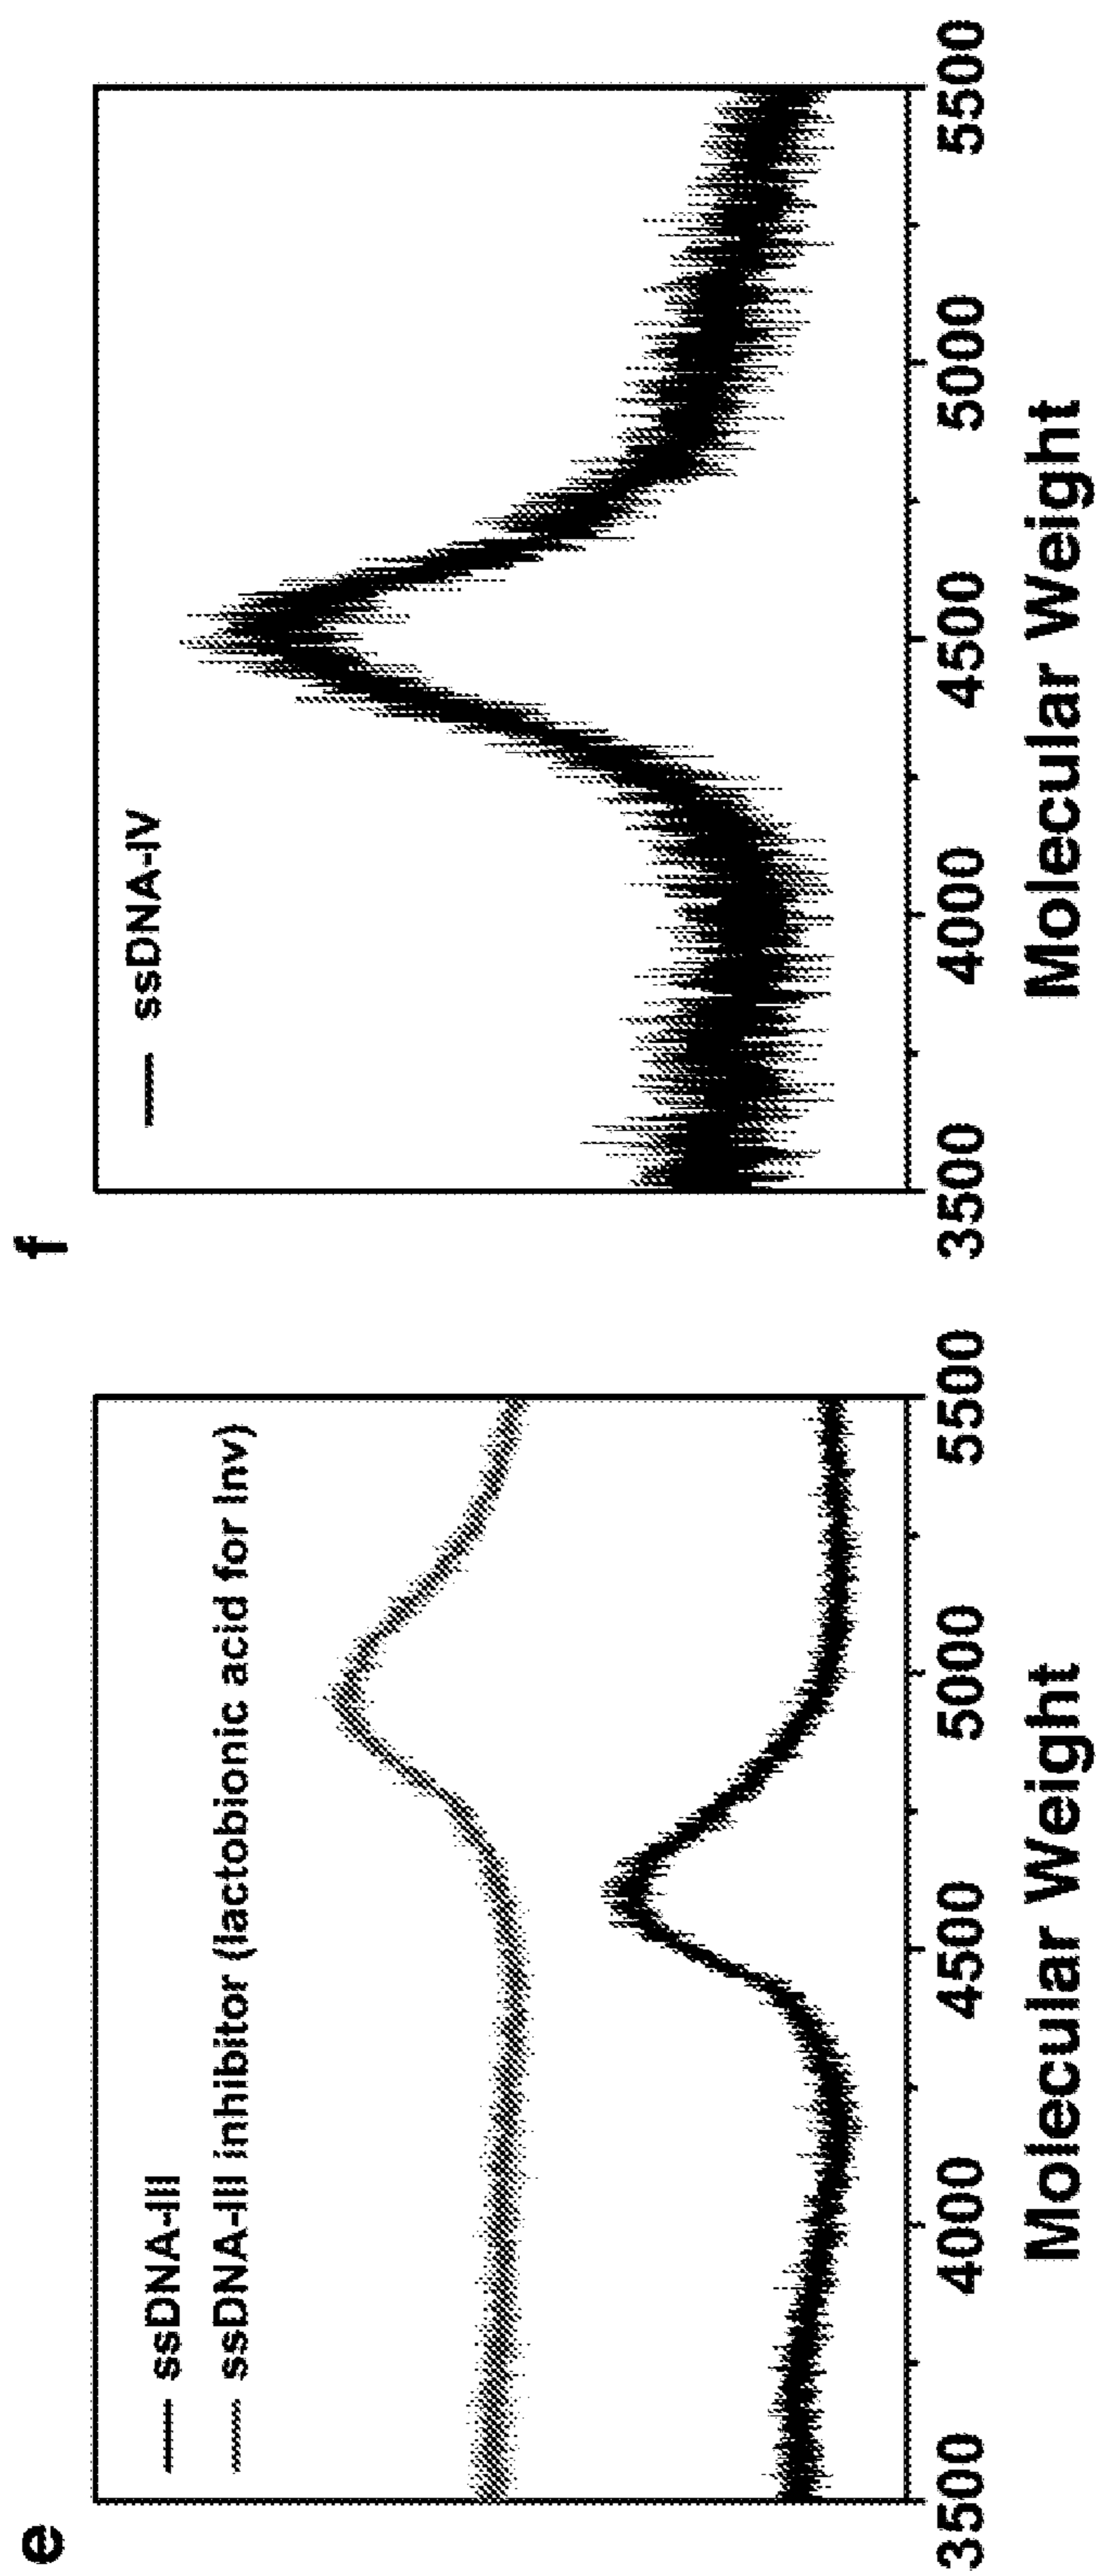 e
ssDNA-III
ssDNA-III inhibitor (lactobionic acid for Inv)
3500 4000 4500 5000 5500
Molecular Weight
f
ssDNA-IV
3500 4000 4500 5000 5500
Molecular Weight